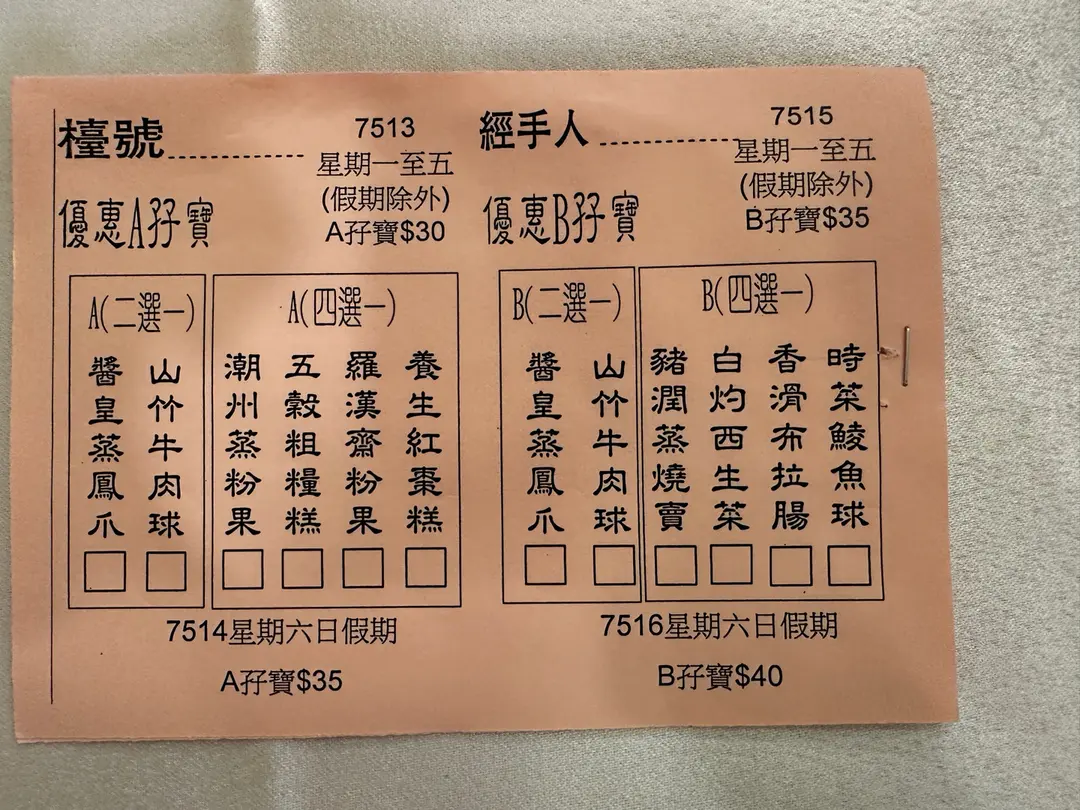 檯號
7513
星期一至五
(假期除外)
A孖寶$30
優惠A孖寶
A(二選一)
醬皇蒸鳳爪
山竹牛肉球
A(四選一)
潮州蒸粉果
五穀粗糧糕
羅漢齋粉果
養生紅棗糕
7514星期六日假期
A孖寶$35
經手人
7515
星期一至五
(假期除外)
B孖寶$35
優惠B孖寶
B(二選一)
醬皇蒸鳳爪
山竹牛肉球
B(四選一)
豬潤蒸燒賣
白灼西生菜
香滑布拉腸
時菜鯪魚球
7516星期六日假期
B孖寶$40